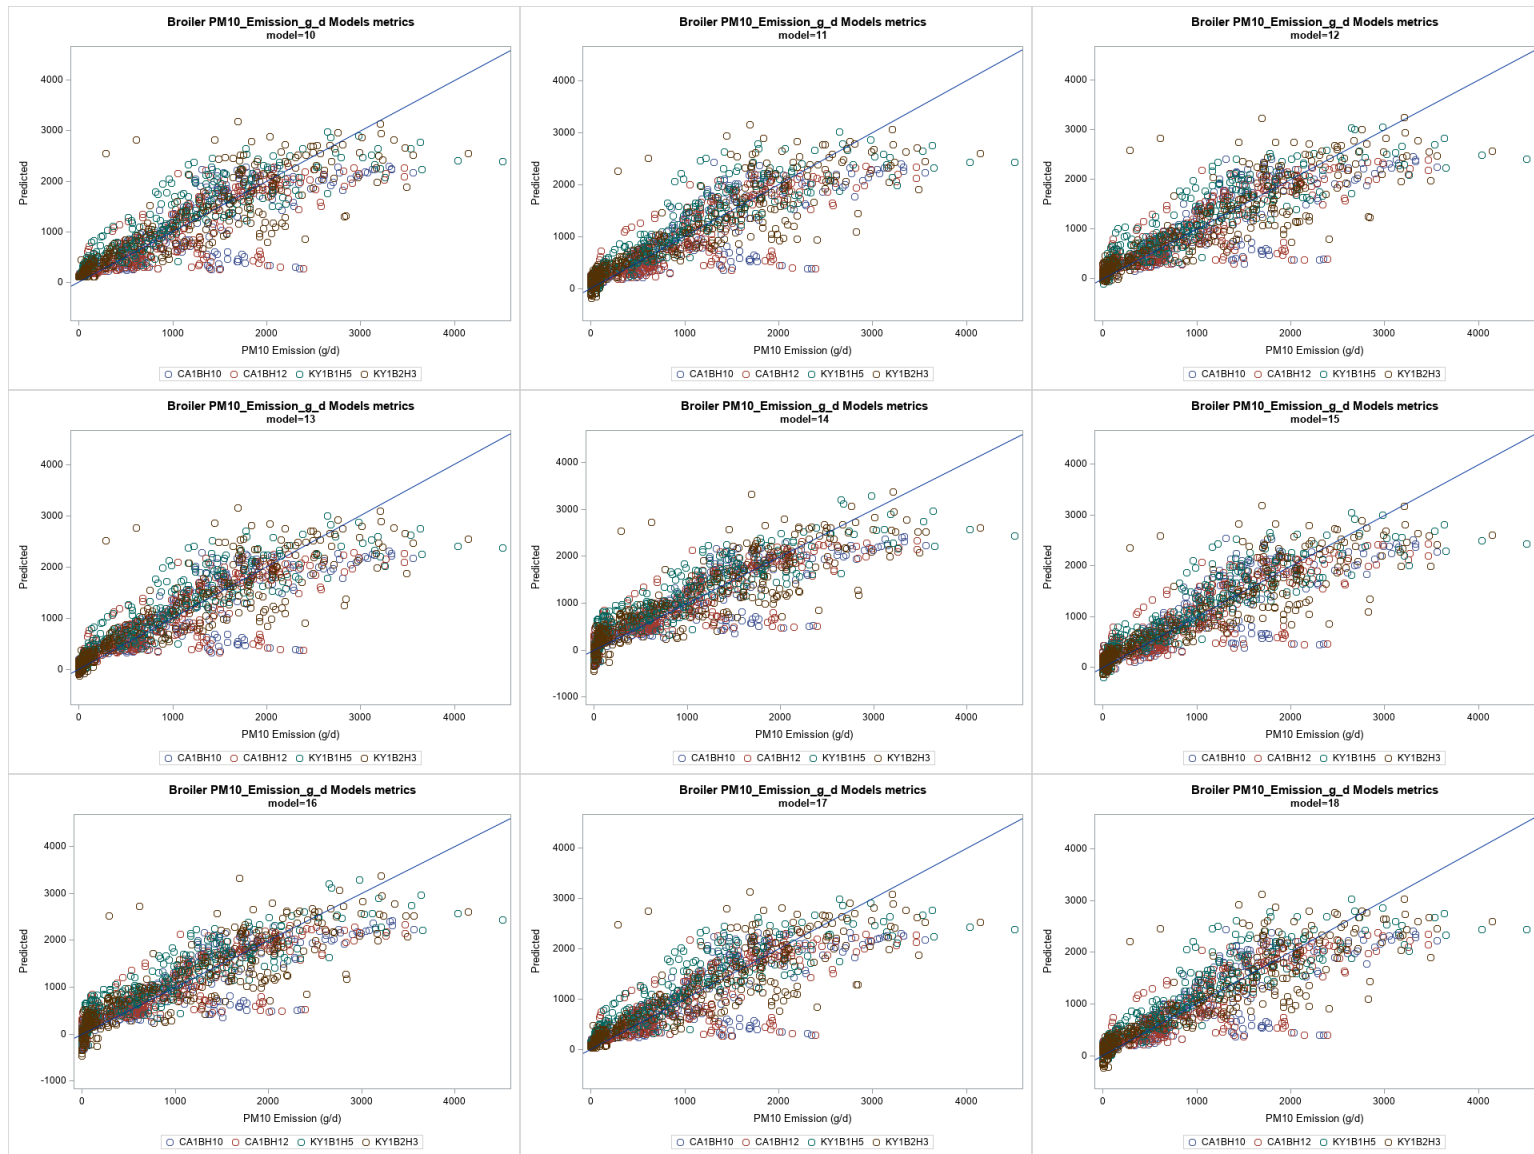 Broiler PM10_Emission_g_d Models metrics
model=10
4000
3000
2000
1000
0
Predicted
0 1000 2000 3000 4000
PM10 Emission (g/d)
CA1BH10 CA1BH12 KY1B1H5 KY1B2H3
Broiler PM10_Emission_g_d Models metrics
model=11
4000
3000
2000
1000
0
Predicted
0 1000 2000 3000 4000
PM10 Emission (g/d)
CA1BH10 CA1BH12 KY1B1H5 KY1B2H3
Broiler PM10_Emission_g_d Models metrics
model=12
4000
3000
2000
1000
0
Predicted
0 1000 2000 3000 4000
PM10 Emission (g/d)
CA1BH10 CA1BH12 KY1B1H5 KY1B2H3
Broiler PM10_Emission_g_d Models metrics
model=13
4000
3000
2000
1000
0
Predicted
0 1000 2000 3000 4000
PM10 Emission (g/d)
CA1BH10 CA1BH12 KY1B1H5 KY1B2H3
Broiler PM10_Emission_g_d Models metrics
model=14
4000
3000
2000
1000
0
-1000
Predicted
0 1000 2000 3000 4000
PM10 Emission (g/d)
CA1BH10 CA1BH12 KY1B1H5 KY1B2H3
Broiler PM10_Emission_g_d Models metrics
model=15
4000
3000
2000
1000
0
Predicted
0 1000 2000 3000 4000
PM10 Emission (g/d)
CA1BH10 CA1BH12 KY1B1H5 KY1B2H3
Broiler PM10_Emission_g_d Models metrics
model=16
4000
3000
2000
1000
0
-1000
Predicted
0 1000 2000 3000 4000
PM10 Emission (g/d)
CA1BH10 CA1BH12 KY1B1H5 KY1B2H3
Broiler PM10_Emission_g_d Models metrics
model=17
4000
3000
2000
1000
0
Predicted
0 1000 2000 3000 4000
PM10 Emission (g/d)
CA1BH10 CA1BH12 KY1B1H5 KY1B2H3
Broiler PM10_Emission_g_d Models metrics
model=18
4000
3000
2000
1000
0
Predicted
0 1000 2000 3000 4000
PM10 Emission (g/d)
CA1BH10 CA1BH12 KY1B1H5 KY1B2H3